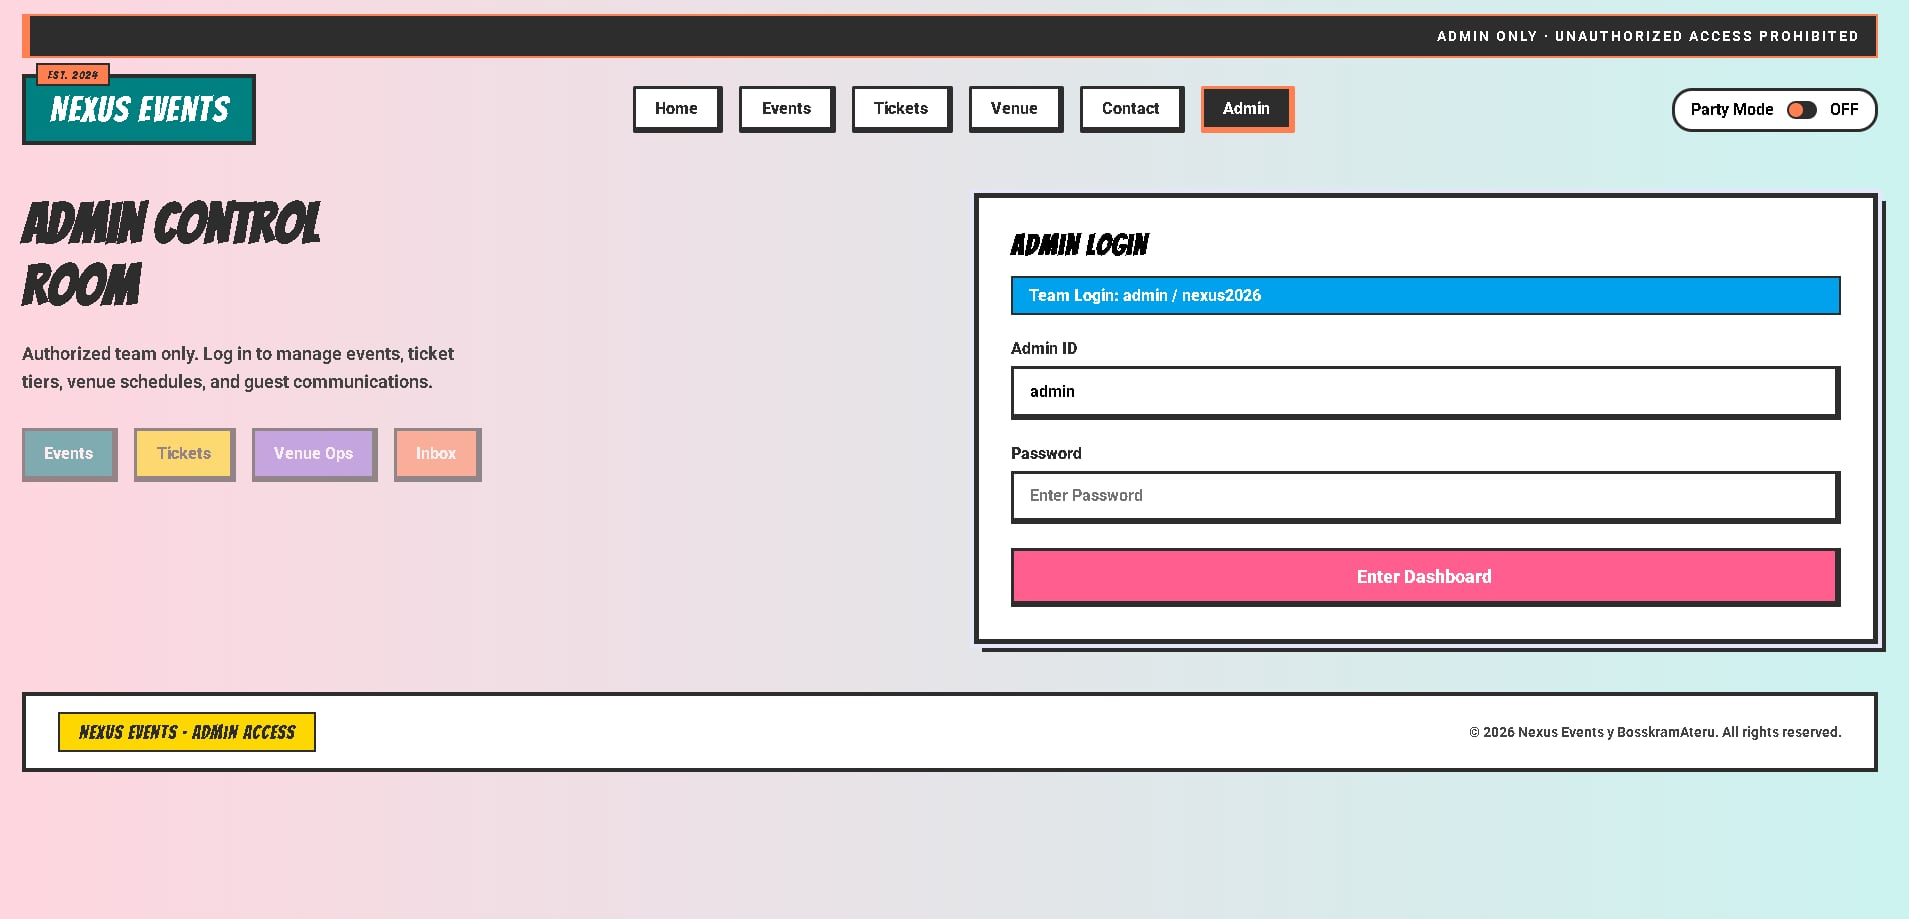 ADMIN ONLY · UNAUTHORIZED ACCESS PROHIBITED
EST. 2024
NEXUS EVENTS
Home
Events
Tickets
Venue
Contact
Admin
Party Mode OFF
ADMIN CONTROL
ROOM
Authorized team only. Log in to manage events, ticket
tiers, venue schedules, and guest communications.
Events
Tickets
Venue Ops
Inbox
ADMIN LOGIN
Team Login: admin / nexus2026
Admin ID
admin
Password
Enter Password
Enter Dashboard
NEXUS EVENTS · ADMIN ACCESS
© 2026 Nexus Events y BosskramAteru. All rights reserved.